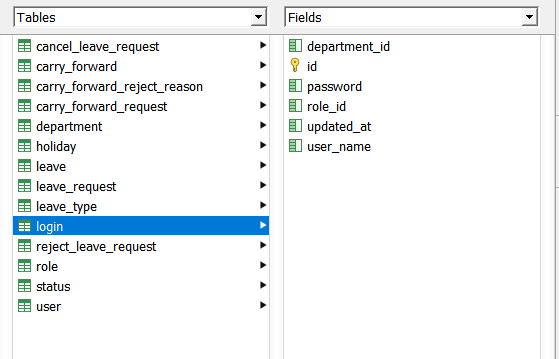 Tables
cancel_leave_request
carry_forward
carry_forward_reject_reason
carry_forward_request
department
holiday
leave
leave_request
leave_type
login
reject_leave_request
role
status
user
Fields
department_id
id
password
role_id
updated_at
user_name